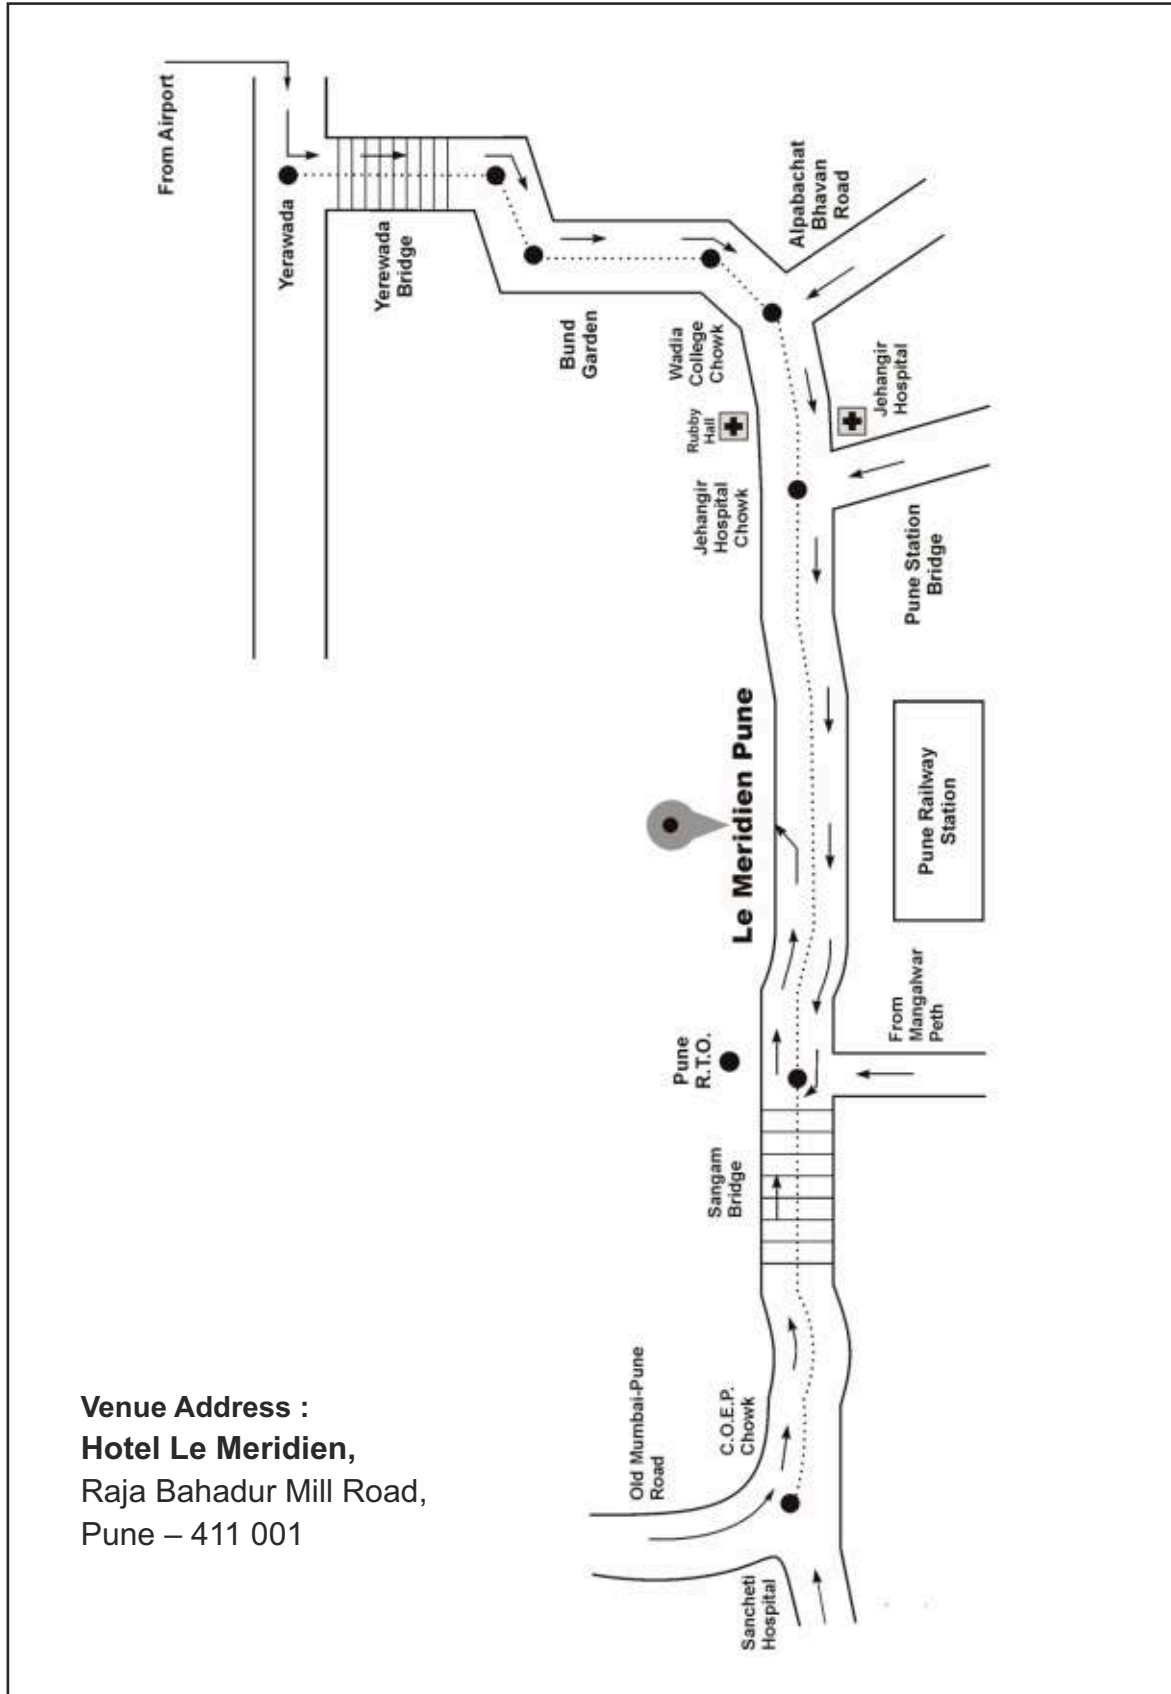 From Airport
Yerawada
Yerewada
Bridge
Bund
Garden
Wadia
College
Chowk
Alpabachat
Bhavan
Road
Rubby
Hall
Jehangir
Hospital
Jehangir
Hospital
Chowk
Pune Station
Bridge
Le Meridien Pune
Pune Railway
Station
From
Mangalwar
Peth
Pune
R.T.O.
Sangam
Bridge
Old Mumbai-Pune
Road
C.O.E.P.
Chowk
Sancheti
Hospital
Venue Address :
Hotel Le Meridien,
Raja Bahadur Mill Road,
Pune – 411 001